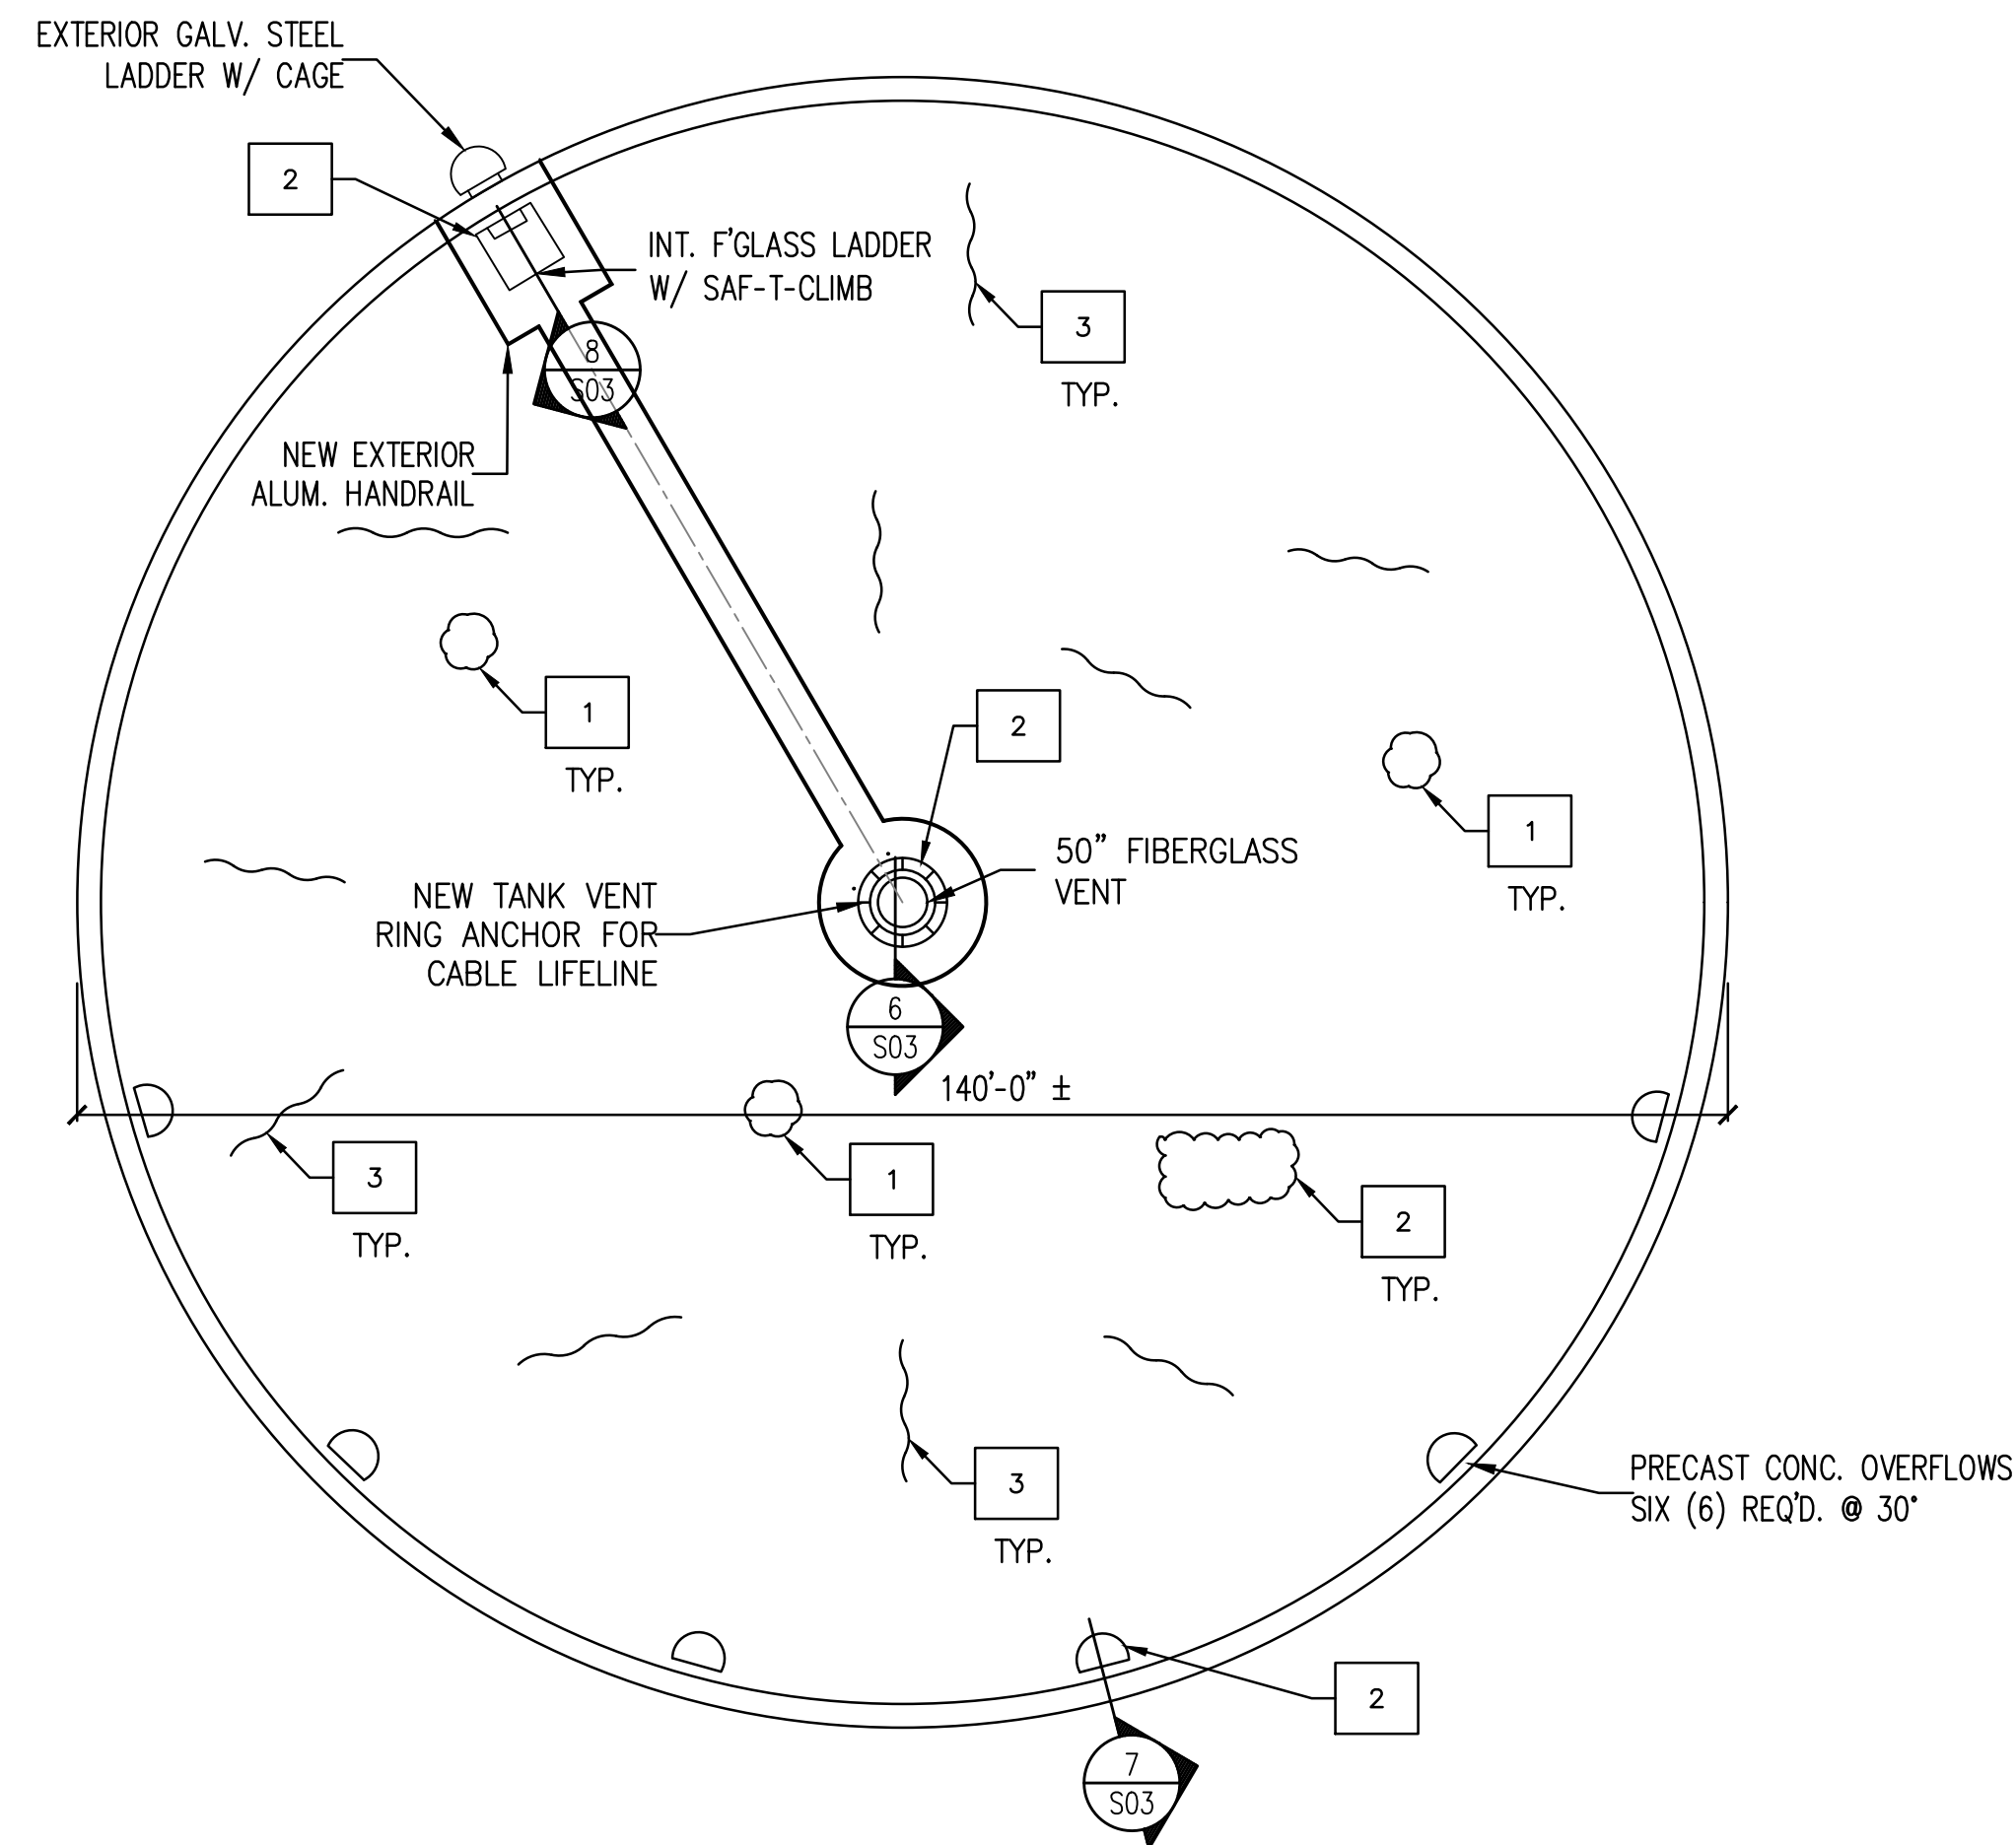 EXTERIOR GALV. STEEL
LADDER W/ CAGE
2
INT. F'GLASS LADDER
W/ SAF-T-CLIMB
3
TYP.
8
S03
NEW EXTERIOR
ALUM. HANDRAIL
1
TYP.
2
1
TYP.
50" FIBERGLASS
VENT
NEW TANK VENT
RING ANCHOR FOR
CABLE LIFELINE
6
S03
140'-0" ±
3
TYP.
1
TYP.
2
TYP.
3
TYP.
PRECAST CONC. OVERFLOWS
SIX (6) REQ'D. @ 30°
2
7
S03